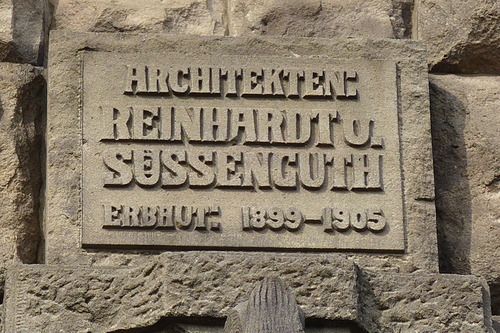 ARCHITEKTEN:
REINHARDT U.
SÜSSENGUTH
ERBAUT: 1899-1905